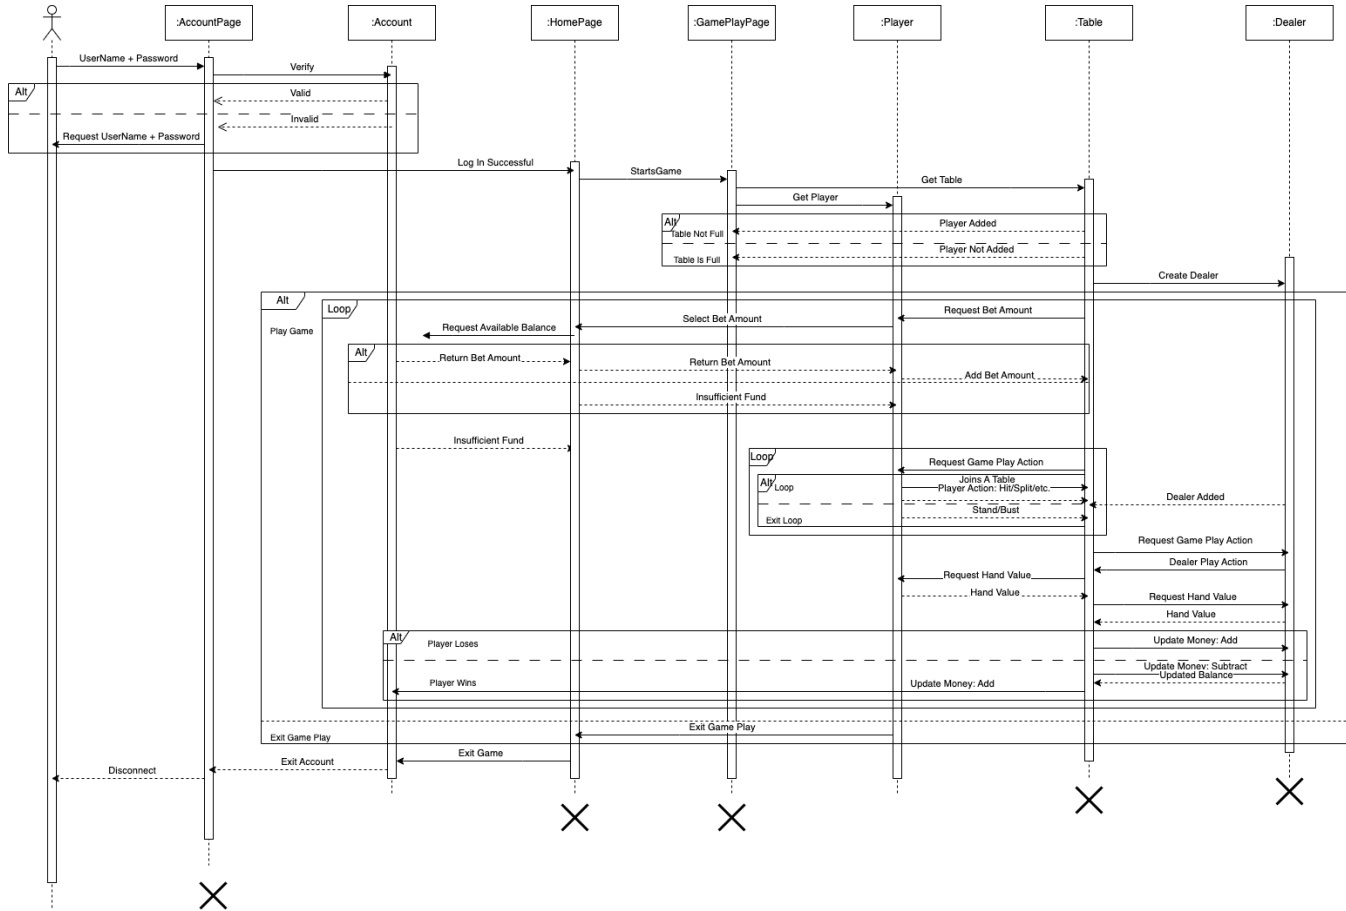 :AccountPage
:Account
:HomePage
:GamePlayPage
:Player
:Table
:Dealer
UserName + Password
Verify
Alt
Valid
Invalid
Request UserName + Password
Log In Successful
StartsGame
Get Table
Get Player
Alt
Player Added
Table Not Full
Player Not Added
Table Is Full
Create Dealer
Alt
Loop
Request Bet Amount
Select Bet Amount
Play Game
Request Available Balance
Alt
Return Bet Amount
Return Bet Amount
Add Bet Amount
Insufficient Fund
Insufficient Fund
Loop
Request Game Play Action
Joins A Table
Alt
Loop
Player Action: Hit/Split/etc.
Dealer Added
Stand/Bust
Exit Loop
Request Game Play Action
Dealer Play Action
Request Hand Value
Hand Value
Request Hand Value
Hand Value
Alt
Player Loses
Update Money: Add
Update Money: Subtract
Updated Balance
Player Wins
Update Money: Add
Exit Game Play
Exit Game Play
Exit Game
Exit Account
Disconnect